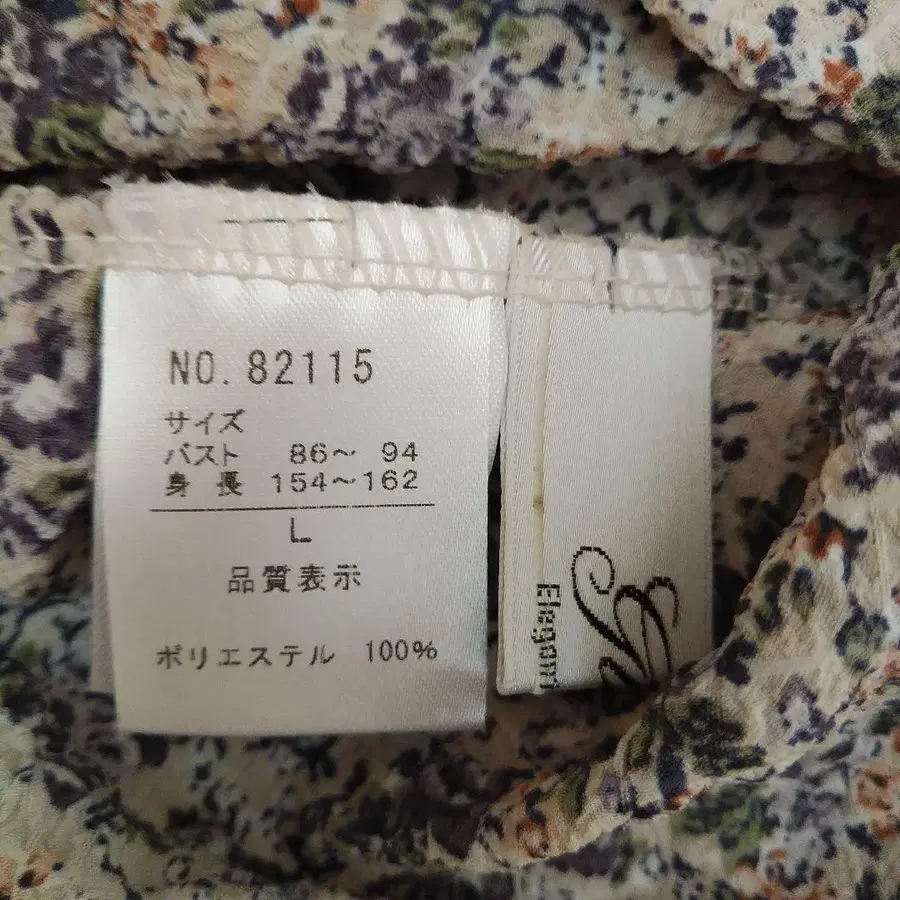 NO. 82115
サイズ
バスト 86～ 94
身 長 154～162
L
品質表示
ポリエステル 100%